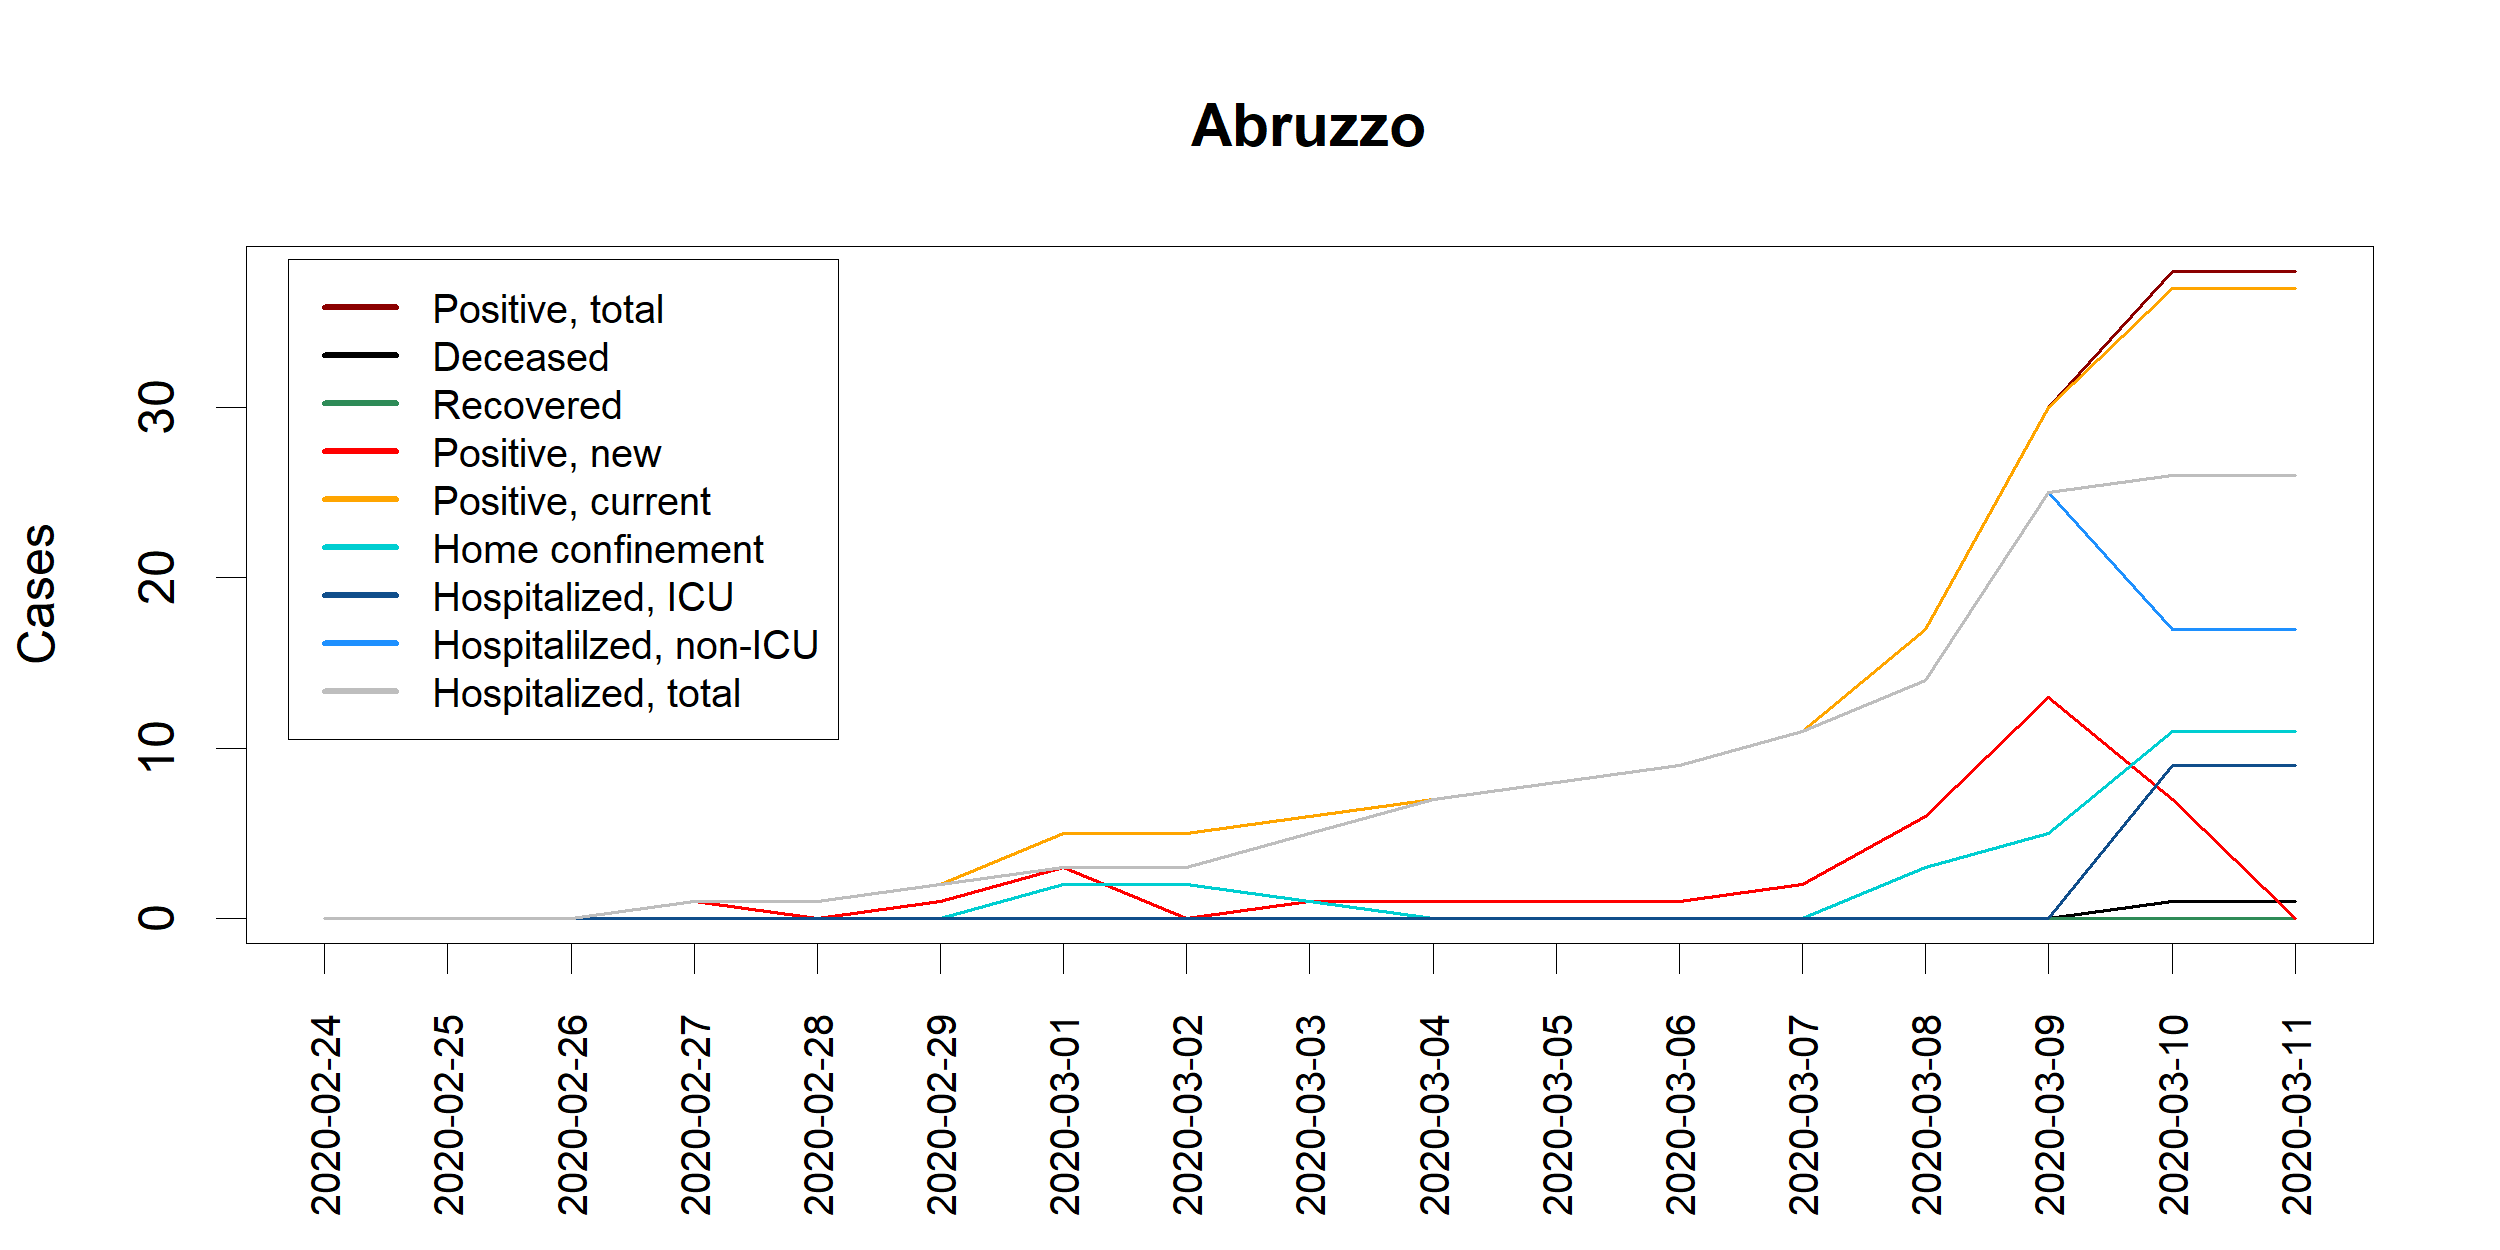 Abruzzo
Positive, total
Deceased
Recovered
Positive, new
Positive, current
Home confinement
Hospitalized, ICU
Hospitalilzed, non-ICU
Hospitalized, total
Cases
30
20
10
0
2020-02-24
2020-02-25
2020-02-26
2020-02-27
2020-02-28
2020-02-29
2020-03-01
2020-03-02
2020-03-03
2020-03-04
2020-03-05
2020-03-06
2020-03-07
2020-03-08
2020-03-09
2020-03-10
2020-03-11